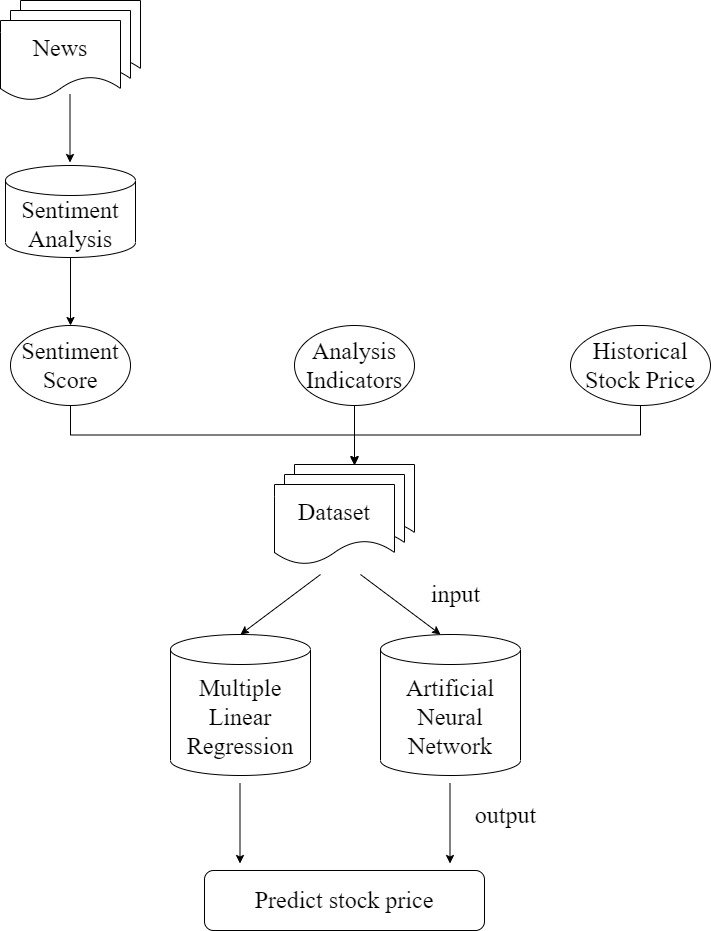 News
Sentiment
Analysis
Sentiment
Score
Analysis
Indicators
Historical
Stock Price
Dataset
input
Multiple
Linear
Regression
Artificial
Neural
Network
output
Predict stock price